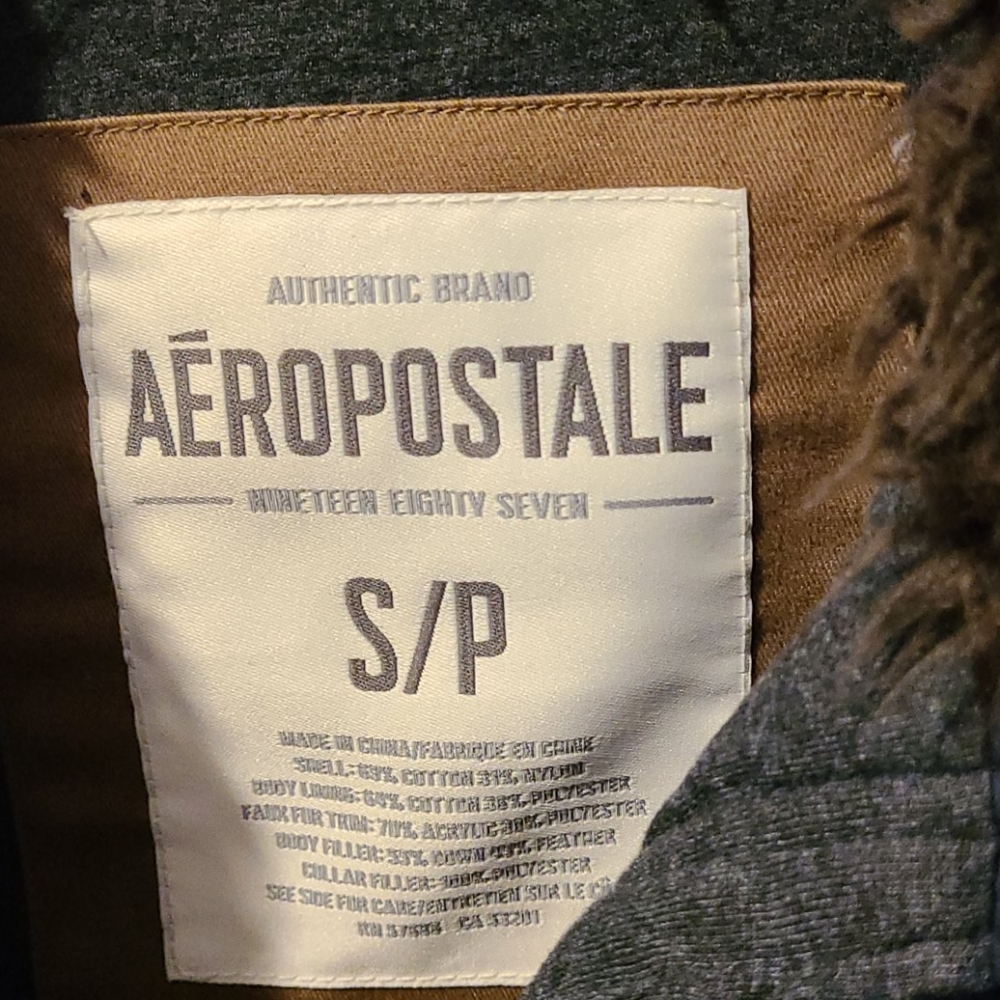 AUTHENTIC BRAND
AÉROPOSTALE
NINETEEN EIGHTY SEVEN
S/P
MADE IN CHINA/FABRIQUE EN CHINE
SHELL: 69% COTTON 31% NYLON
BODY LINING: 64% COTTON 36% POLYESTER
FAUX FUR TRIM: 70% ACRYLIC 30% POLYESTER
BODY FILLER: DOWN FEATHER
COLLAR FILLER: 100% POLYESTER
SEE SIDE FOR CARE/ENTRETIEN SUR LE
RN CA